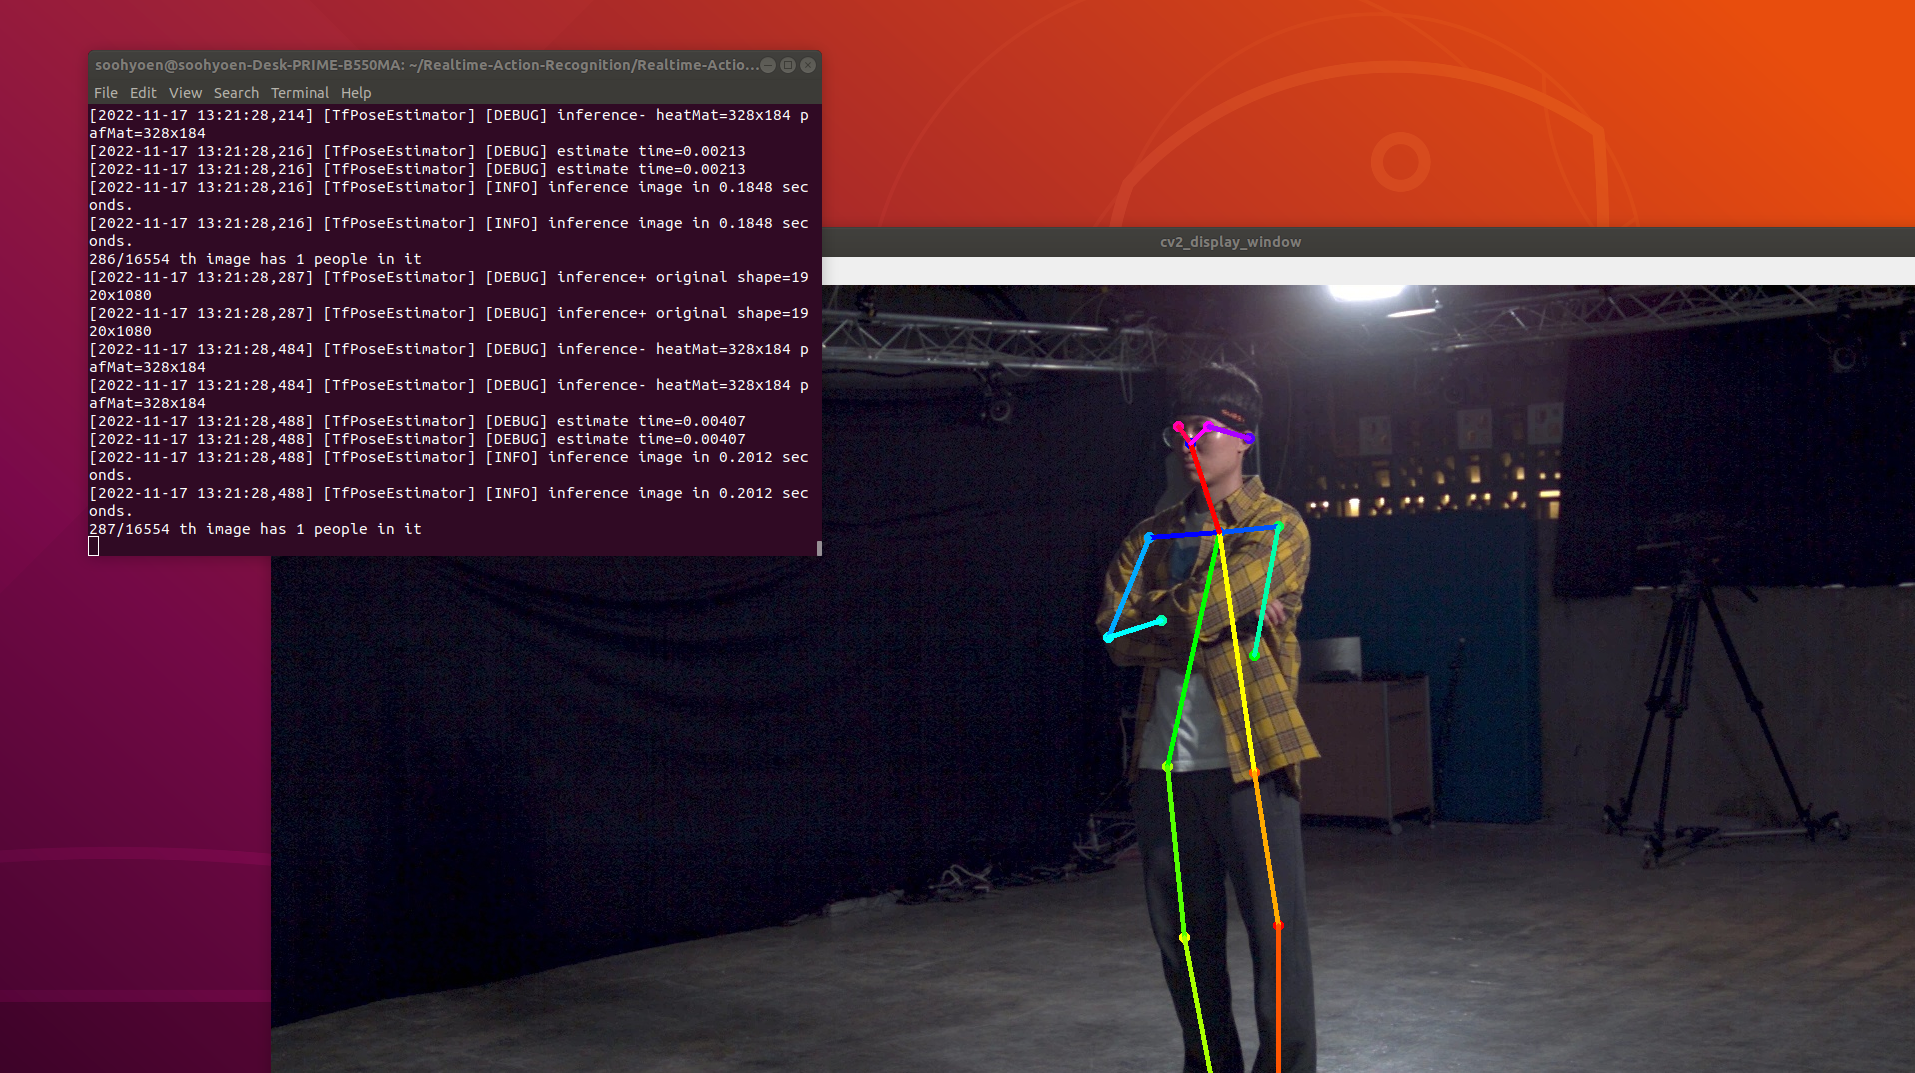 soohyoen@soohyoen-Desk-PRIME-B550MA: ~/Realtime-Action-Recognition/Realtime-Actio...
File Edit View Search Terminal Help
[2022-11-17 13:21:28,214] [TfPoseEstimator] [DEBUG] inference- heatMat=328x184 p
afMat=328x184
[2022-11-17 13:21:28,216] [TfPoseEstimator] [DEBUG] estimate time=0.00213
[2022-11-17 13:21:28,216] [TfPoseEstimator] [DEBUG] estimate time=0.00213
[2022-11-17 13:21:28,216] [TfPoseEstimator] [INFO] inference image in 0.1848 sec
onds.
[2022-11-17 13:21:28,216] [TfPoseEstimator] [INFO] inference image in 0.1848 sec
onds.
286/16554 th image has 1 people in it
[2022-11-17 13:21:28,287] [TfPoseEstimator] [DEBUG] inference+ original shape=19
20x1080
[2022-11-17 13:21:28,287] [TfPoseEstimator] [DEBUG] inference+ original shape=19
20x1080
[2022-11-17 13:21:28,484] [TfPoseEstimator] [DEBUG] inference- heatMat=328x184 p
afMat=328x184
[2022-11-17 13:21:28,484] [TfPoseEstimator] [DEBUG] inference- heatMat=328x184 p
afMat=328x184
[2022-11-17 13:21:28,488] [TfPoseEstimator] [DEBUG] estimate time=0.00407
[2022-11-17 13:21:28,488] [TfPoseEstimator] [DEBUG] estimate time=0.00407
[2022-11-17 13:21:28,488] [TfPoseEstimator] [INFO] inference image in 0.2012 sec
onds.
[2022-11-17 13:21:28,488] [TfPoseEstimator] [INFO] inference image in 0.2012 sec
onds.
287/16554 th image has 1 people in it
cv2_display_window